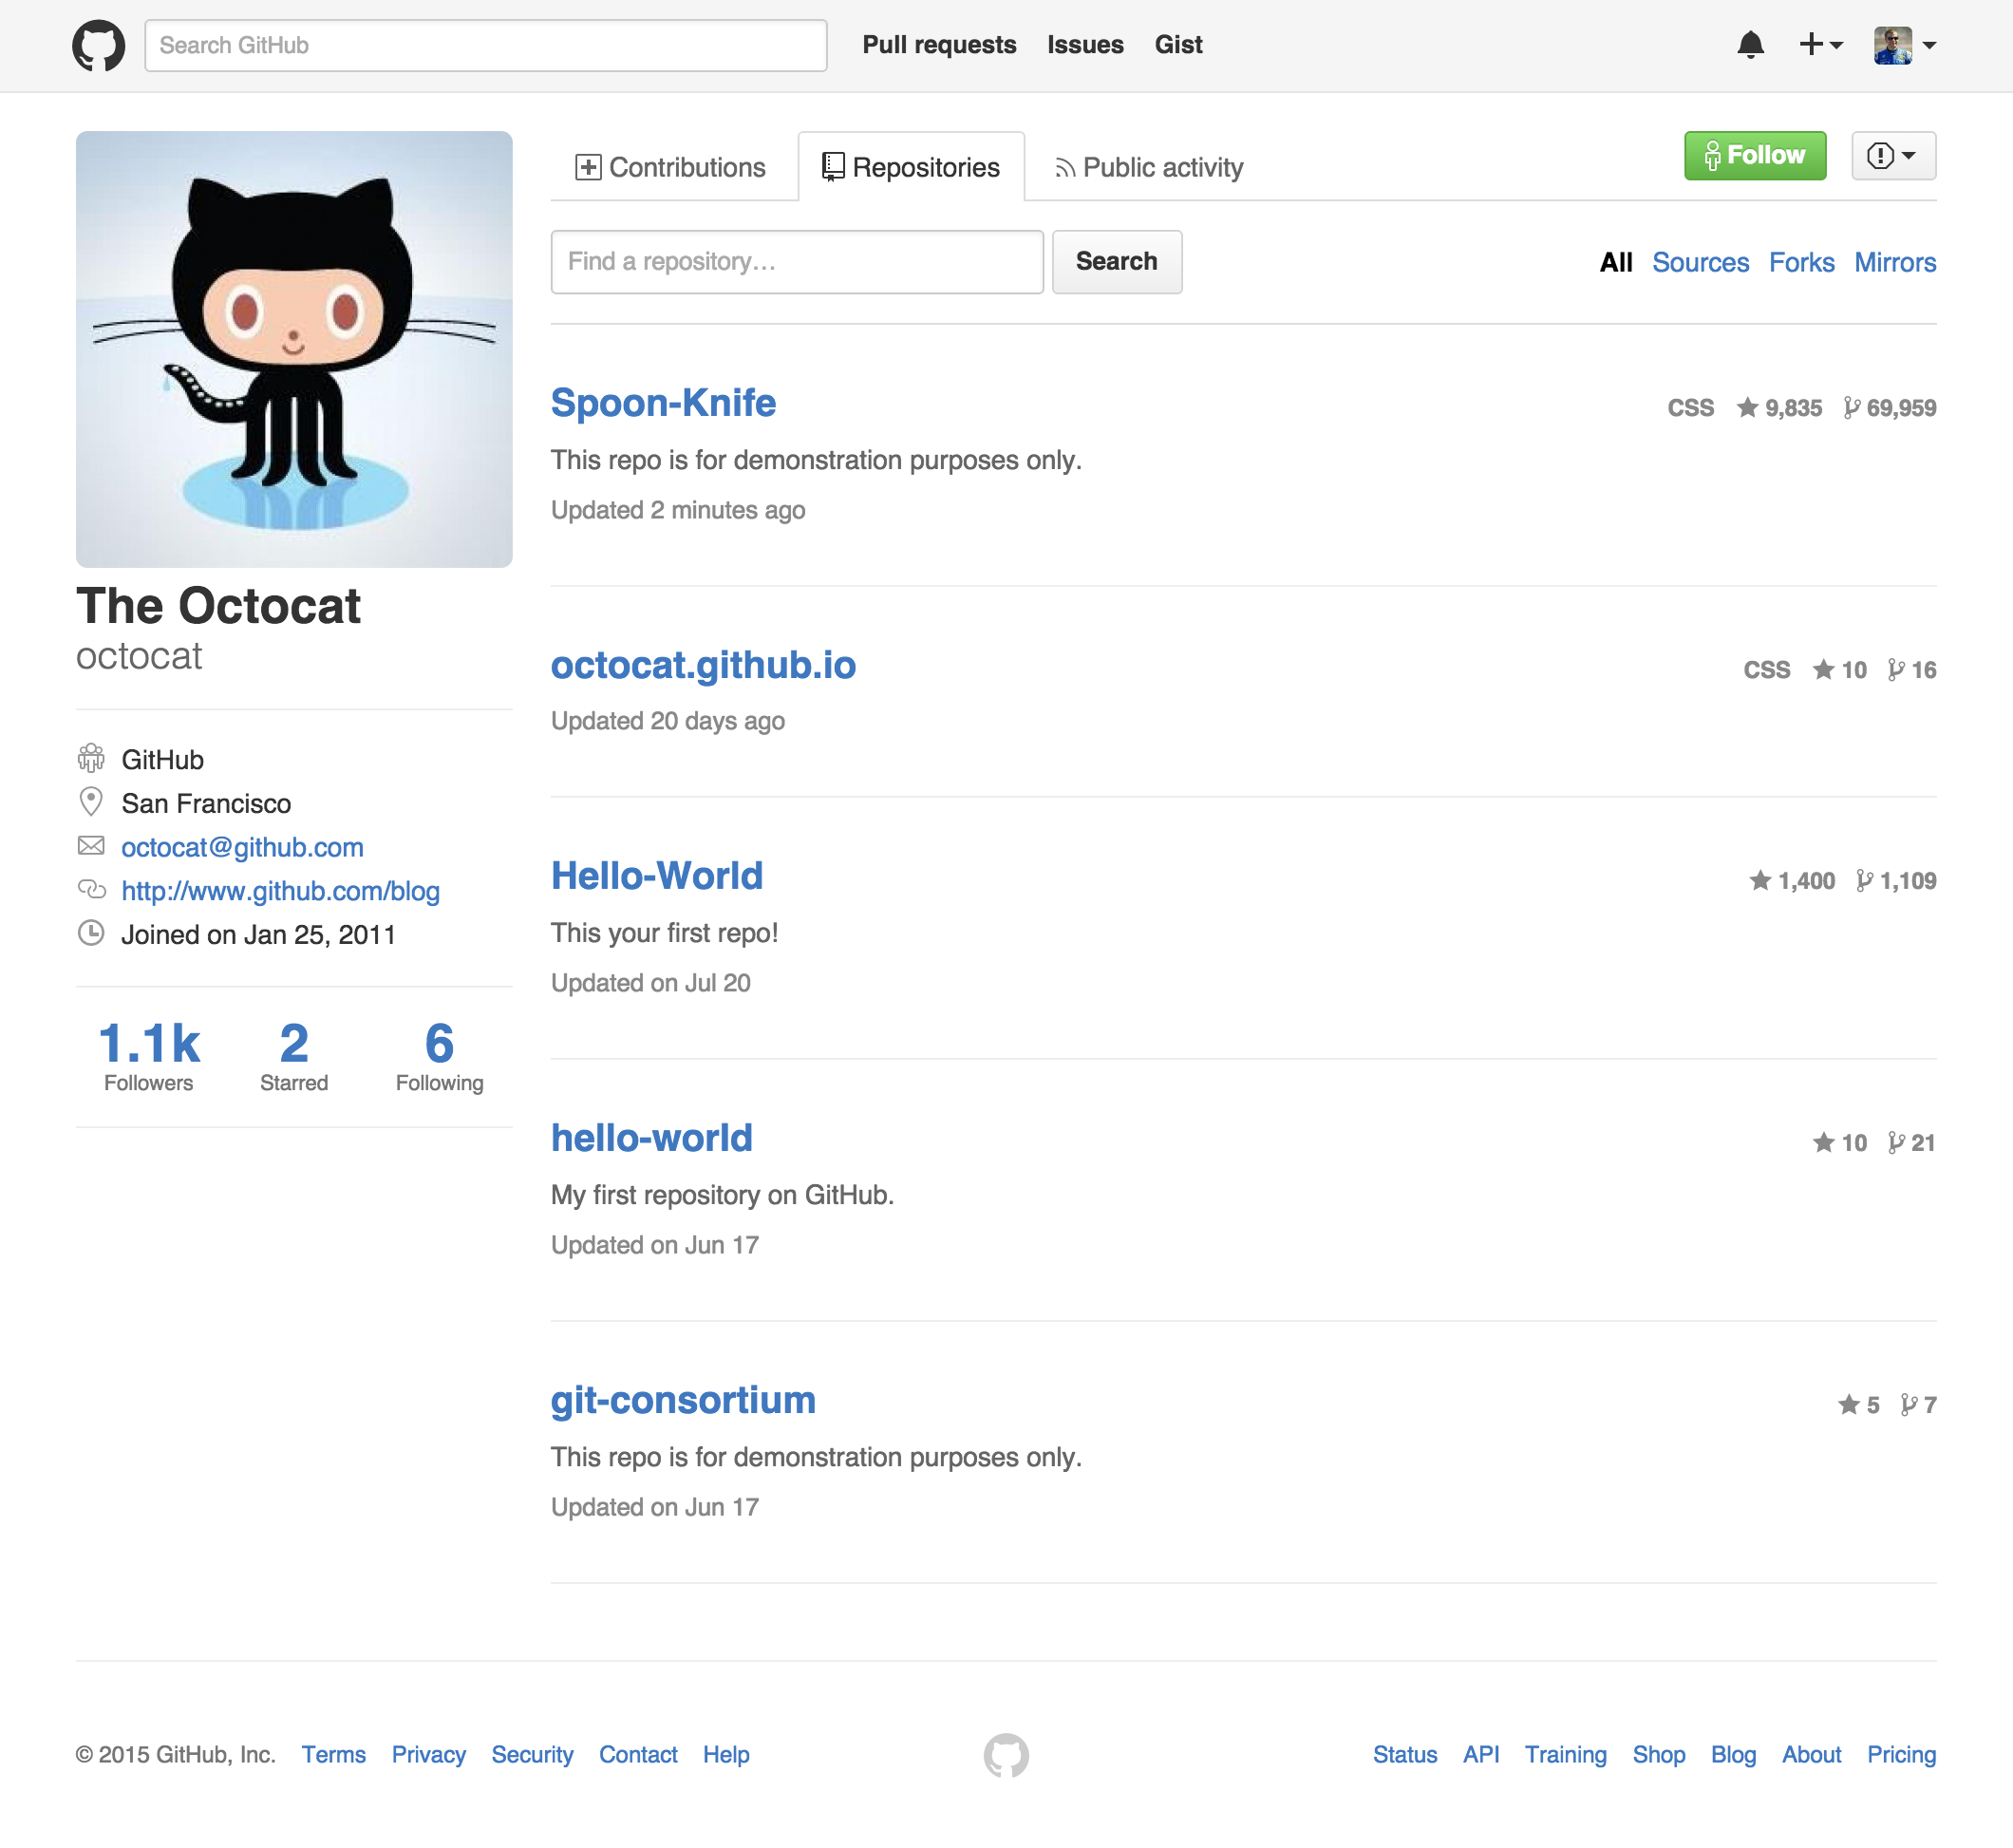 Search GitHub
Pull requests Issues Gist
Contributions Repositories Public activity
Follow
Find a repository…
Search
All Sources Forks Mirrors
The Octocat
octocat
GitHub
San Francisco
octocat@github.com
http://www.github.com/blog
Joined on Jan 25, 2011
1.1k 2 6
Followers Starred Following
Spoon-Knife
CSS 9,835 69,959
This repo is for demonstration purposes only.
Updated 2 minutes ago
octocat.github.io
CSS 10 16
Updated 20 days ago
Hello-World
1,400 1,109
This your first repo!
Updated on Jul 20
hello-world
10 21
My first repository on GitHub.
Updated on Jun 17
git-consortium
5 7
This repo is for demonstration purposes only.
Updated on Jun 17
© 2015 GitHub, Inc. Terms Privacy Security Contact Help
Status API Training Shop Blog About Pricing